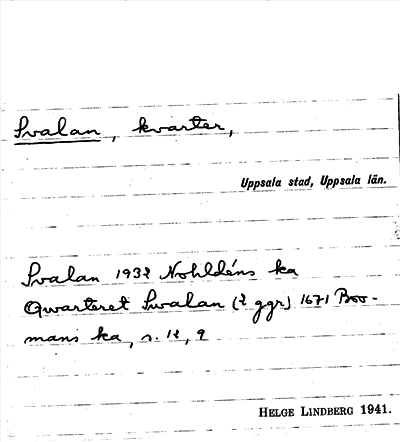 Svalan, kvarter,
Uppsala stad, Uppsala län.
Svalan 1932 Nohldéns ka
Qwarteret Swalan (2 ggr) 1671 Boo-
mans ka, s. 12, 9
HELGE LINDBERG 1941.